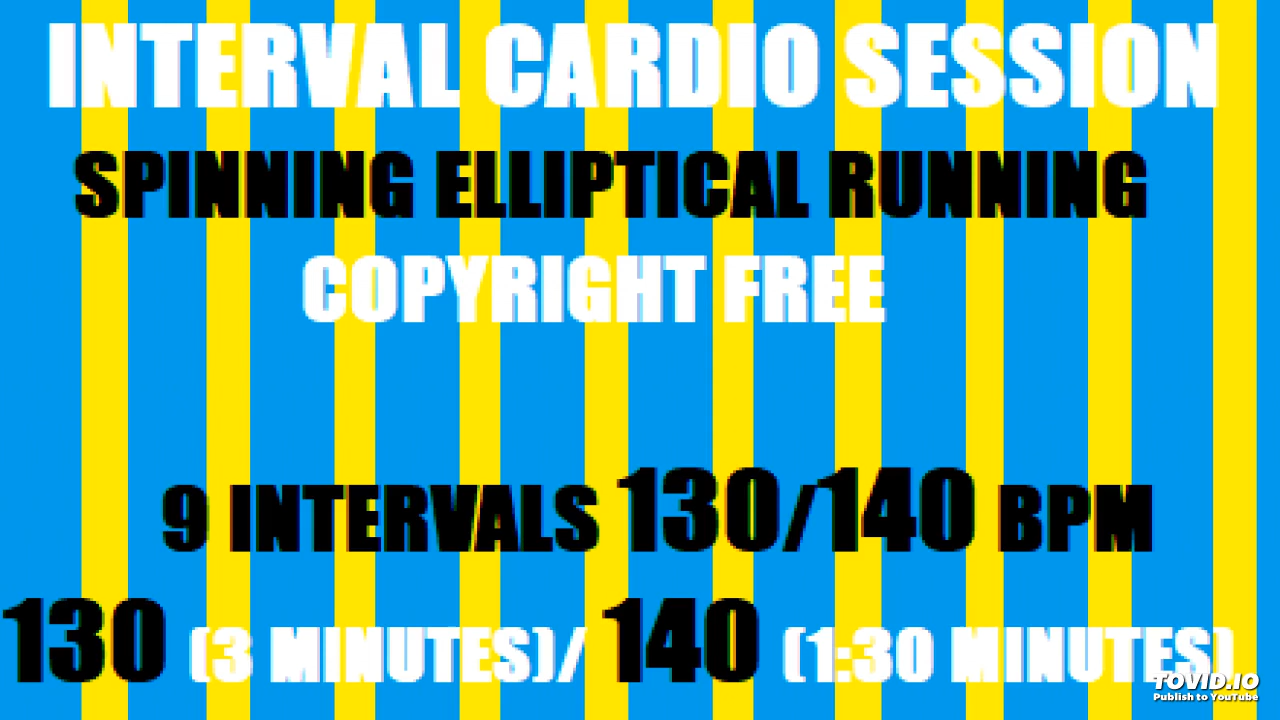 INTERVAL CARDIO SESSION
SPINNING ELLIPTICAL RUNNING
COPYRIGHT FREE
9 INTERVALS 130/140 BPM
130 (3 MINUTES)/ 140 (1:30 MINUTES)
TOVID.IO
Publish to YouTube